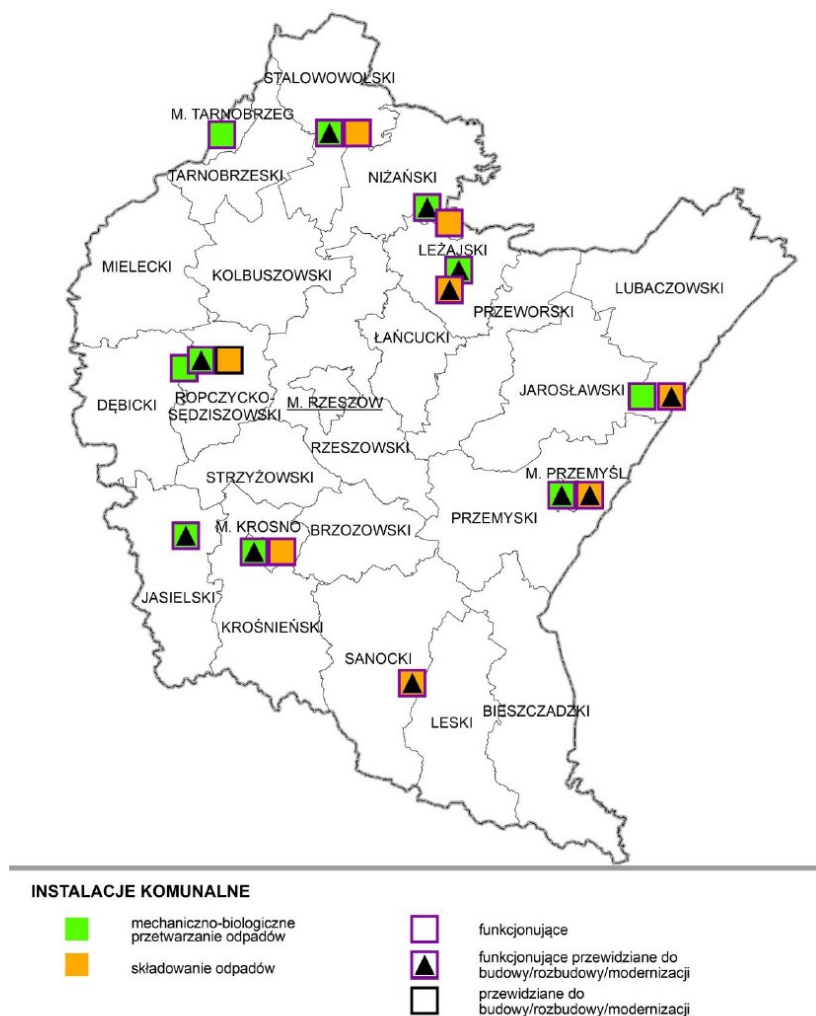 STALOWOWOLSKI
M. TARNOBRZEG
TARNOBRZESKI
NIŻAŃSKI
LEŻAJSKI
MIELECKI
KOLBUSZOWSKI
LUBACZOWSKI
PRZEWORSKI
ŁAŃCUCKI
JAROSŁAWSKI
DĘBICKI
ROPCZYCKO-
SĘDZISZOWSKI
M. RZESZÓW
RZESZOWSKI
STRZYŻOWSKI
M. PRZEMYŚL
PRZEMYSKI
M. KROSNO
BRZOZOWSKI
JASIELSKI
KROŚNIEŃSKI
SANOCKI
LESKI
BIESZCZADZKI
INSTALACJE KOMUNALNE
mechaniczno-biologiczne
przetwarzanie odpadów
składowanie odpadów
funkcjonujące
funkcjonujące przewidziane do
budowy/rozbudowy/modernizacji
przewidziane do
budowy/rozbudowy/modernizacji